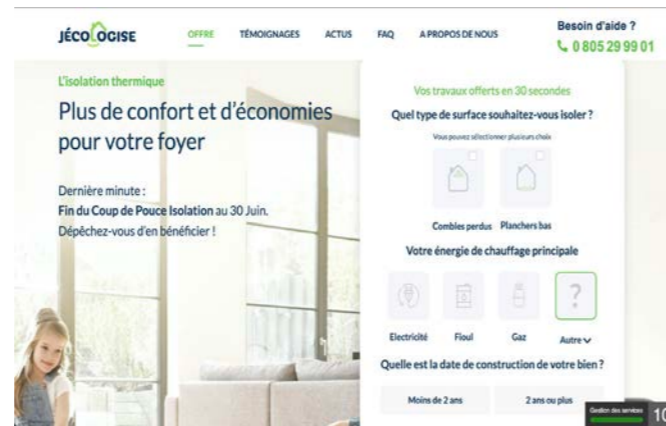 JÉCOLOGISE
OFFRE
TÉMOIGNAGES
ACTUS
FAQ
A PROPOS DE NOUS
Besoin d'aide ?
0 805 29 99 01
L'isolation thermique
Plus de confort et d'économies
pour votre foyer
Dernière minute :
Fin du Coup de Pouce Isolation au 30 Juin.
Dépêchez-vous d'en bénéficier !
Vos travaux offerts en 30 secondes
Quel type de surface souhaitez-vous isoler ?
Vous pouvez sélectionner plusieurs choix
Combles perdus
Planchers bas
Votre énergie de chauffage principale
?
Electricité
Fioul
Gaz
Autre
Quelle est la date de construction de votre bien ?
Moins de 2 ans
2 ans ou plus
Gestion des services
10